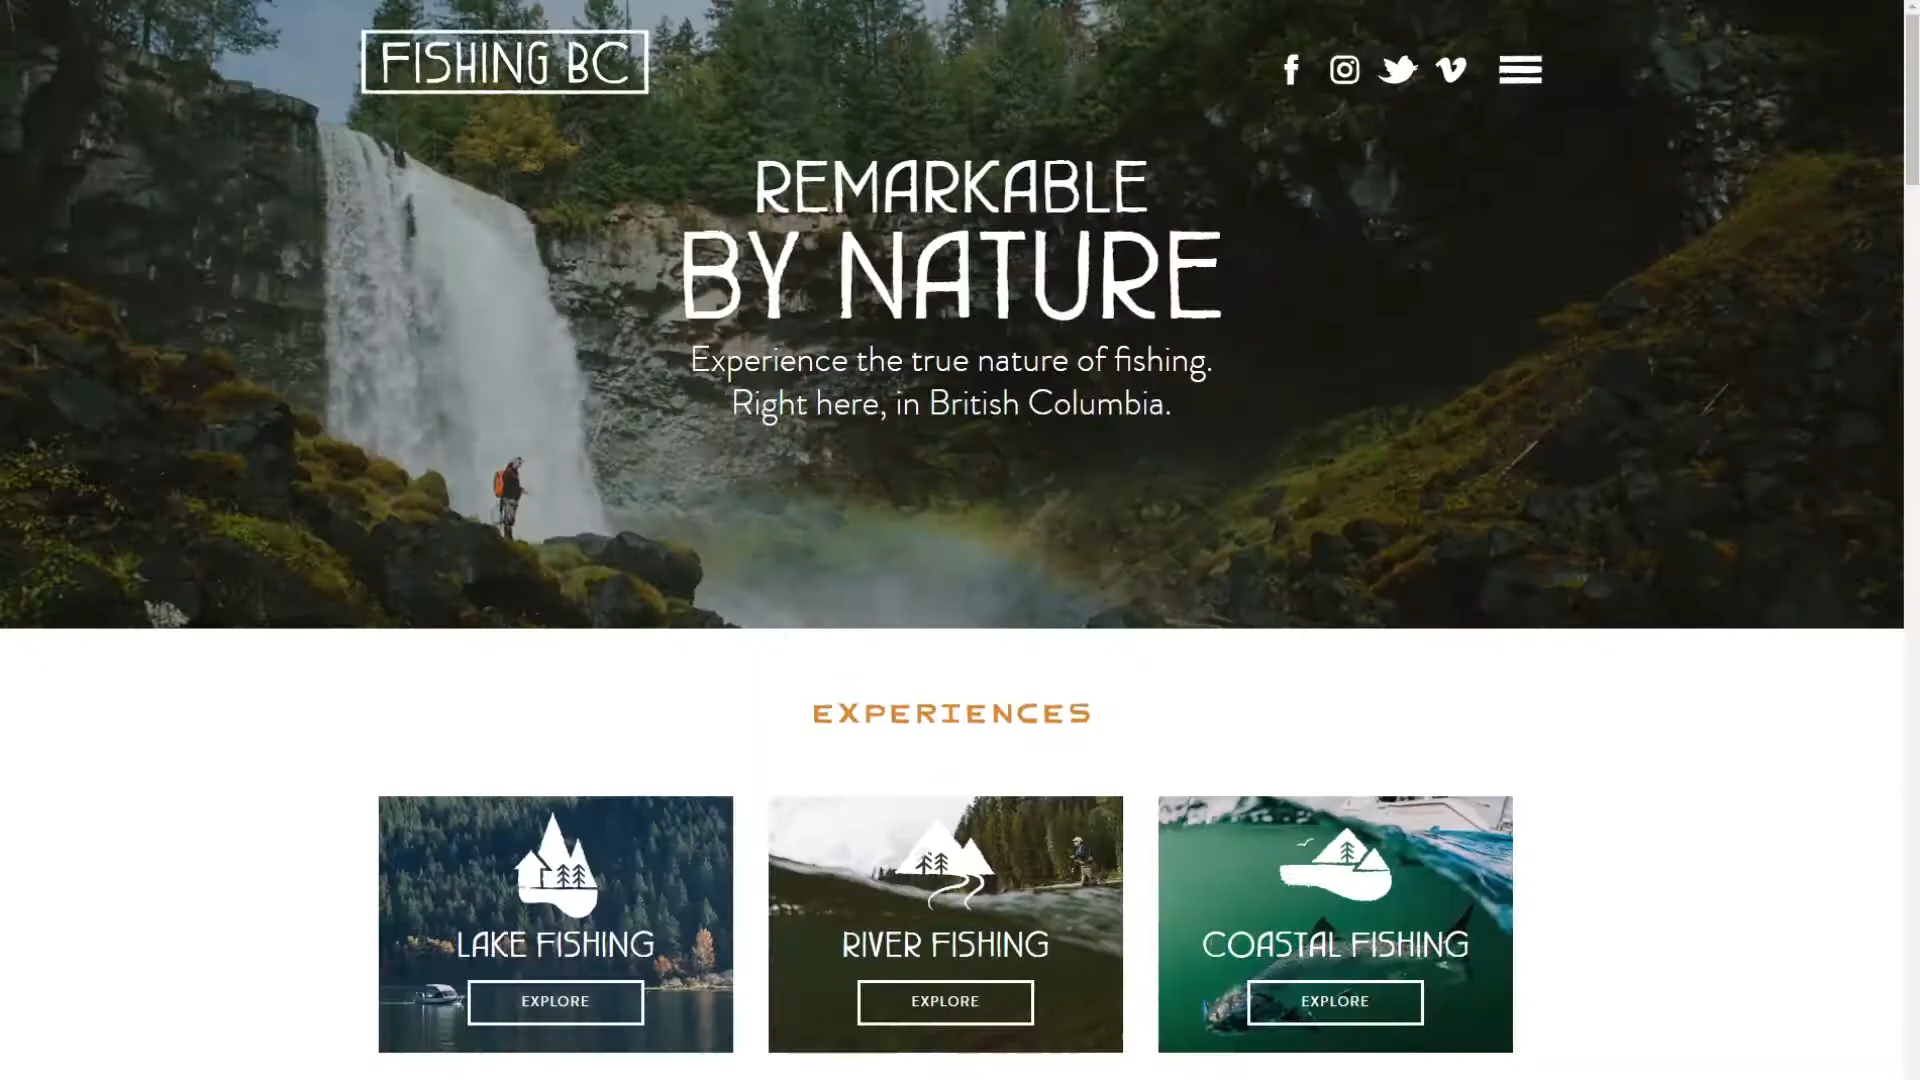 FISHING BC
REMARKABLE
BY NATURE
Experience the true nature of fishing.
Right here, in British Columbia.
EXPERIENCES
LAKE FISHING
EXPLORE
RIVER FISHING
EXPLORE
COASTAL FISHING
EXPLORE